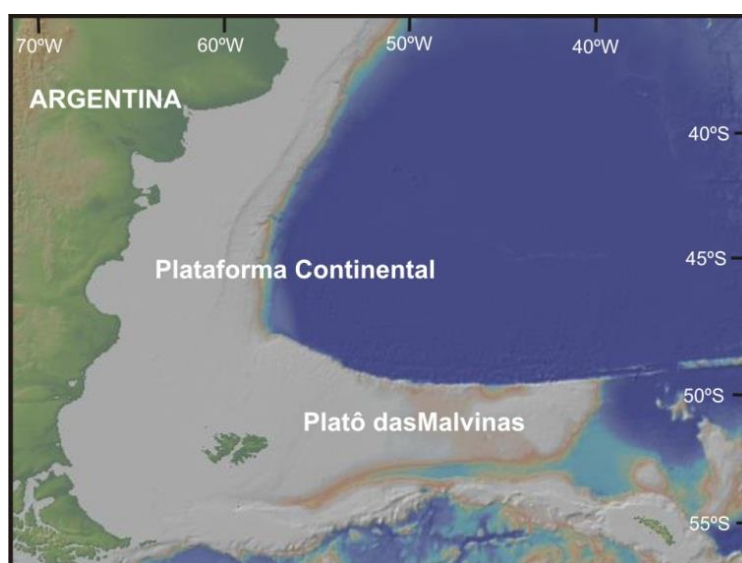 70ºW 60ºW 50ºW 40ºW
ARGENTINA
40ºS
45ºS
Plataforma Continental
50ºS
Platô dasMalvinas
55ºS